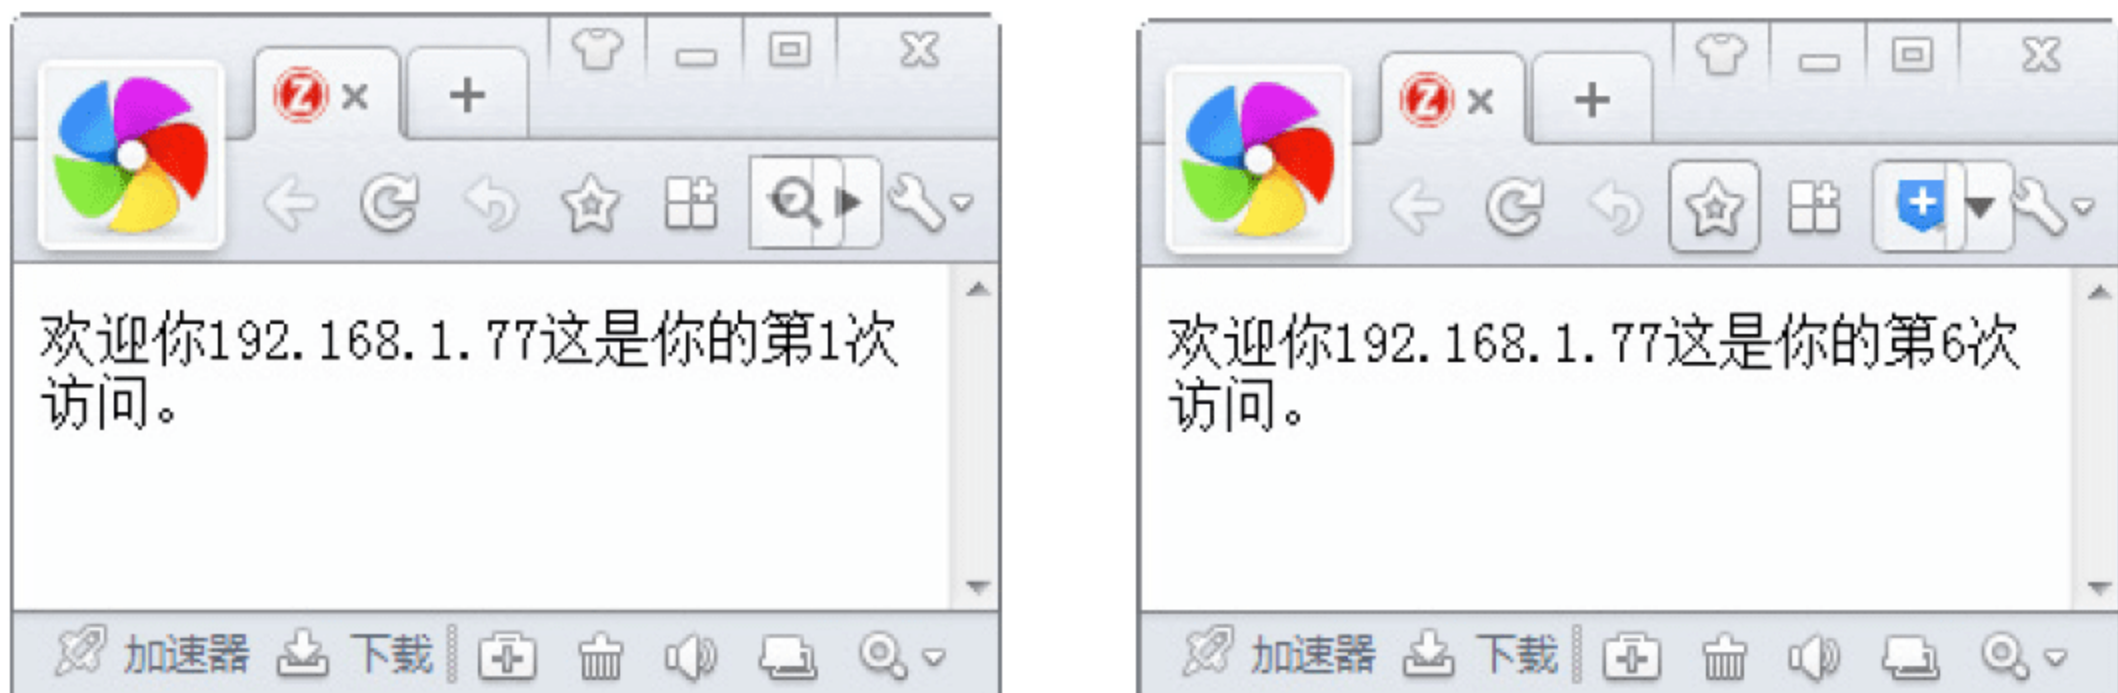 Z
欢迎你192.168.1.77这是你的第1次
访问。
加速器 下载
Z
欢迎你192.168.1.77这是你的第6次
访问。
加速器 下载